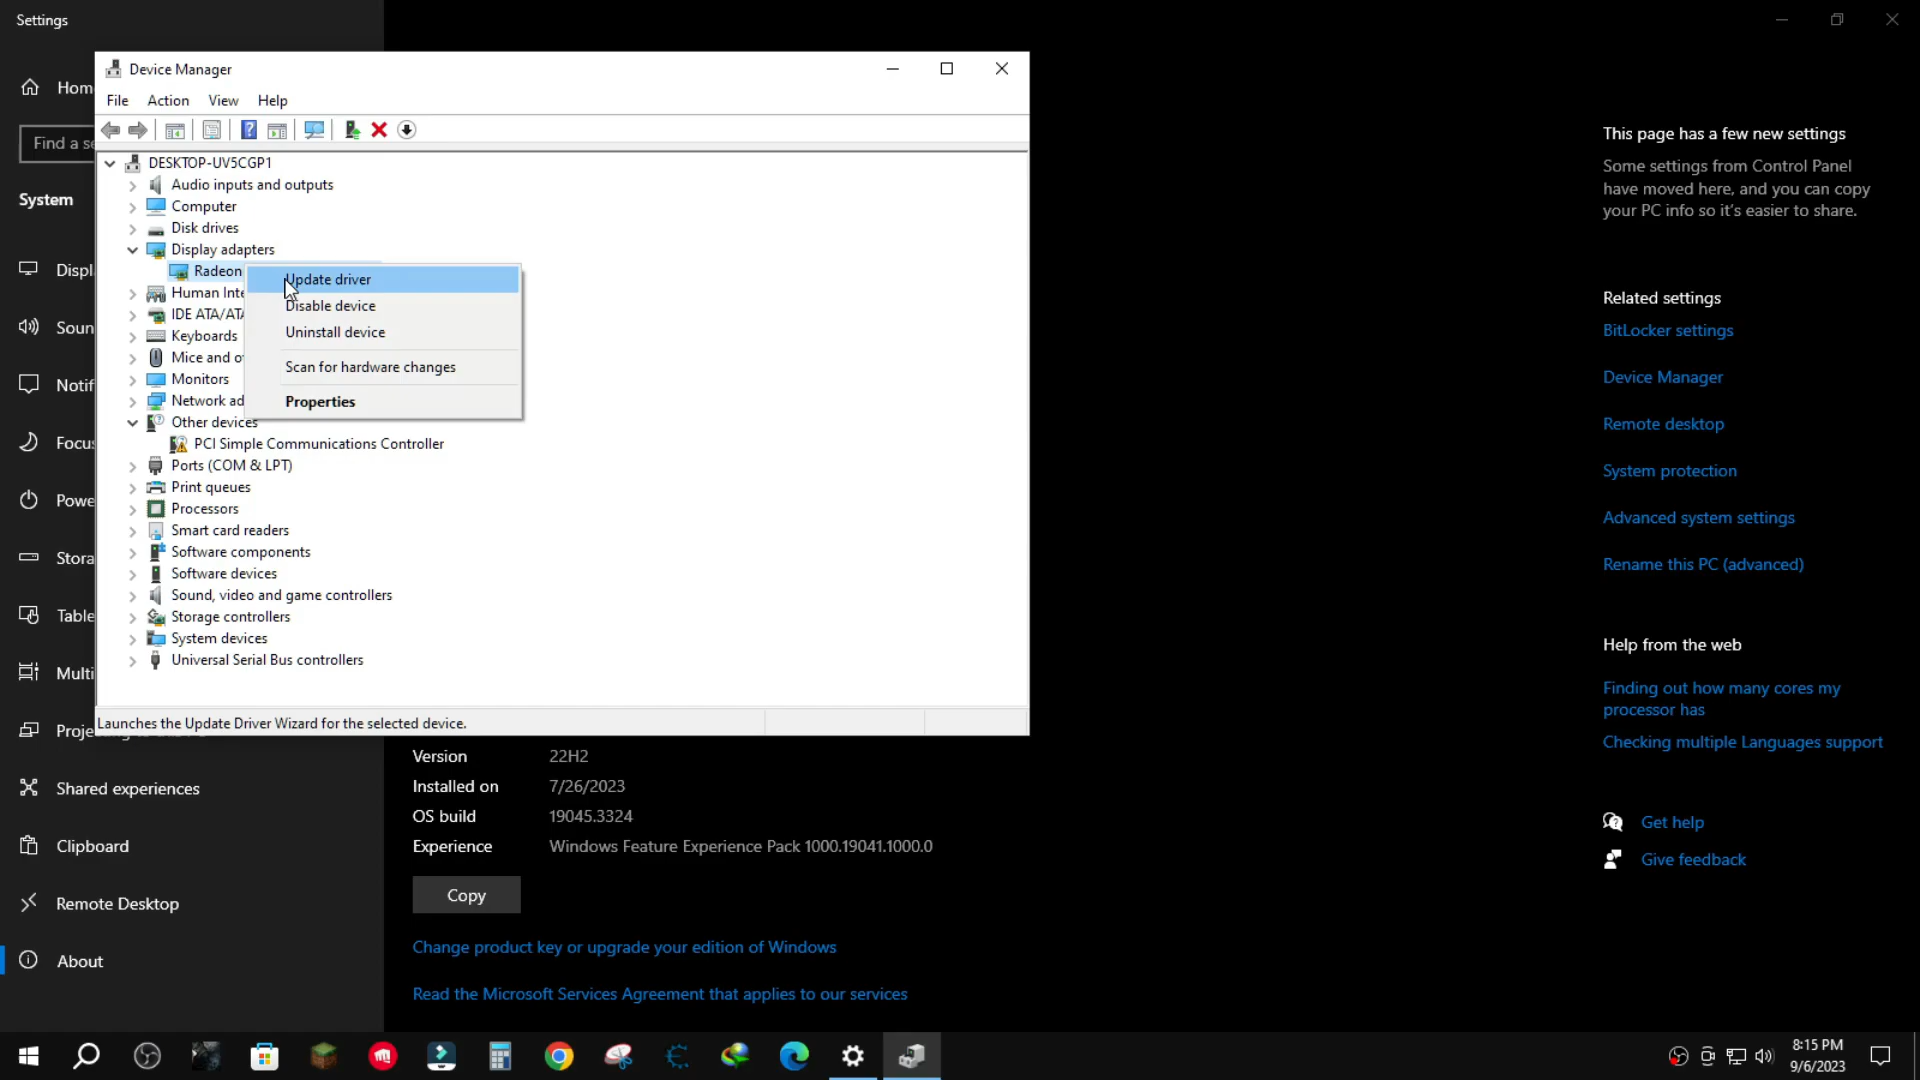 Settings
Home
Find a se
System
Displ
Soun
Notif
Focus
Powe
Stora
Table
Multi
Projecting to this PC
Shared experiences
Clipboard
Remote Desktop
About
Device Manager
File Action View Help
DESKTOP-UV5CGP1
Audio inputs and outputs
Computer
Disk drives
Display adapters
Radeon
Human Inte
IDE ATA/ATA
Keyboards
Mice and o
Monitors
Network ad
Other devices
PCI Simple Communications Controller
Ports (COM & LPT)
Print queues
Processors
Smart card readers
Software components
Software devices
Sound, video and game controllers
Storage controllers
System devices
Universal Serial Bus controllers
Update driver
Disable device
Uninstall device
Scan for hardware changes
Properties
Launches the Update Driver Wizard for the selected device.
Version 22H2
Installed on 7/26/2023
OS build 19045.3324
Experience Windows Feature Experience Pack 1000.19041.1000.0
Copy
Change product key or upgrade your edition of Windows
Read the Microsoft Services Agreement that applies to our services
This page has a few new settings
Some settings from Control Panel
have moved here, and you can copy
your PC info so it's easier to share.
Related settings
BitLocker settings
Device Manager
Remote desktop
System protection
Advanced system settings
Rename this PC (advanced)
Help from the web
Finding out how many cores my
processor has
Checking multiple Languages support
Get help
Give feedback
8:15 PM
9/6/2023